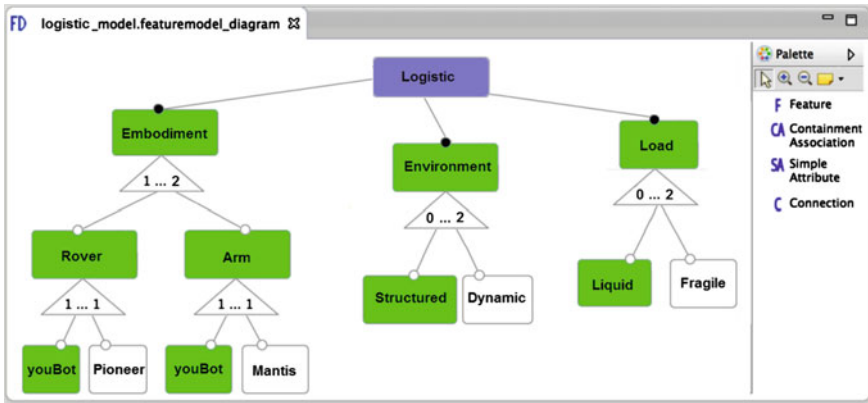 FD logistic_model.featuremodel_diagram
Palette
Logistic
F Feature
Embodiment
CA Containment
Association
Environment
Load
SA Simple
Attribute
1 ... 2
0 ... 2
0 ... 2
C Connection
Rover
Arm
Structured
Dynamic
Liquid
Fragile
1 ... 1
1 ... 1
youBot
Pioneer
youBot
Mantis